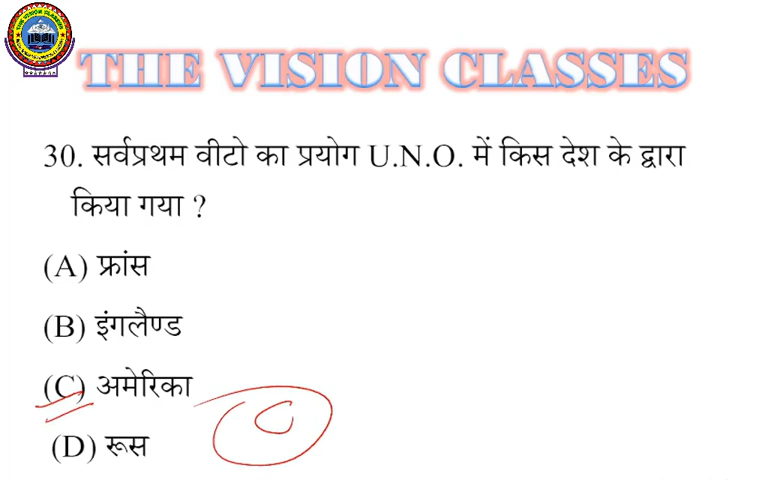 THE VISION CLASSES
30. सर्वप्रथम वीटो का प्रयोग U.N.O. में किस देश के द्वारा
किया गया ?
(A) फ्रांस
(B) इंगलैण्ड
(C) अमेरिका
C
(D) रूस